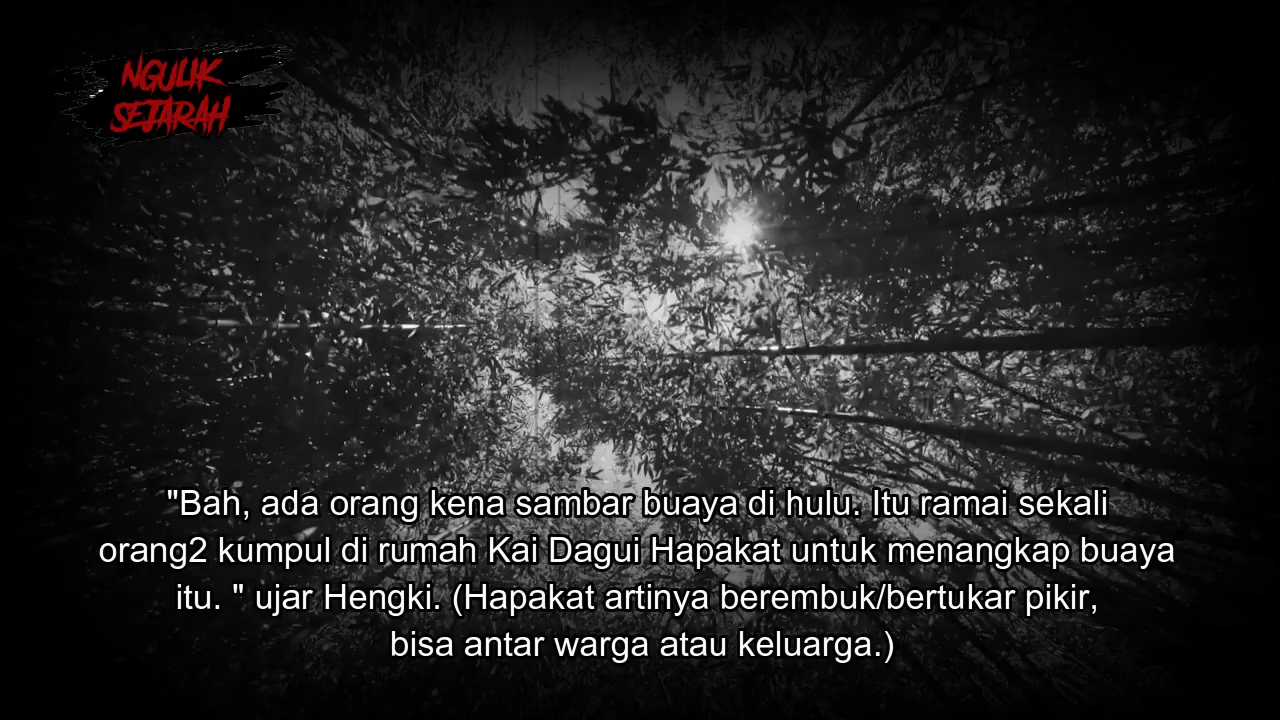 NGULIK
SEJARAH
"Bah, ada orang kena sambar buaya di hulu. Itu ramai sekali
orang2 kumpul di rumah Kai Dagui Hapakat untuk menangkap buaya
itu. " ujar Hengki. (Hapakat artinya berembuk/bertukar pikir,
bisa antar warga atau keluarga.)